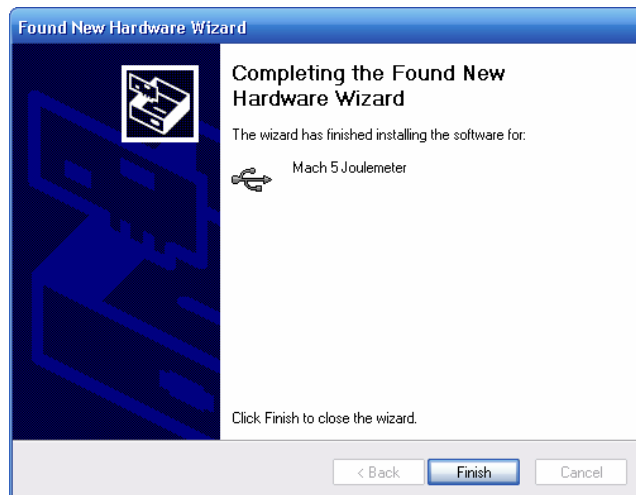 Found New Hardware Wizard
Completing the Found New
Hardware Wizard
The wizard has finished installing the software for:
Mach 5 Joulemeter
Click Finish to close the wizard.
< Back Finish Cancel